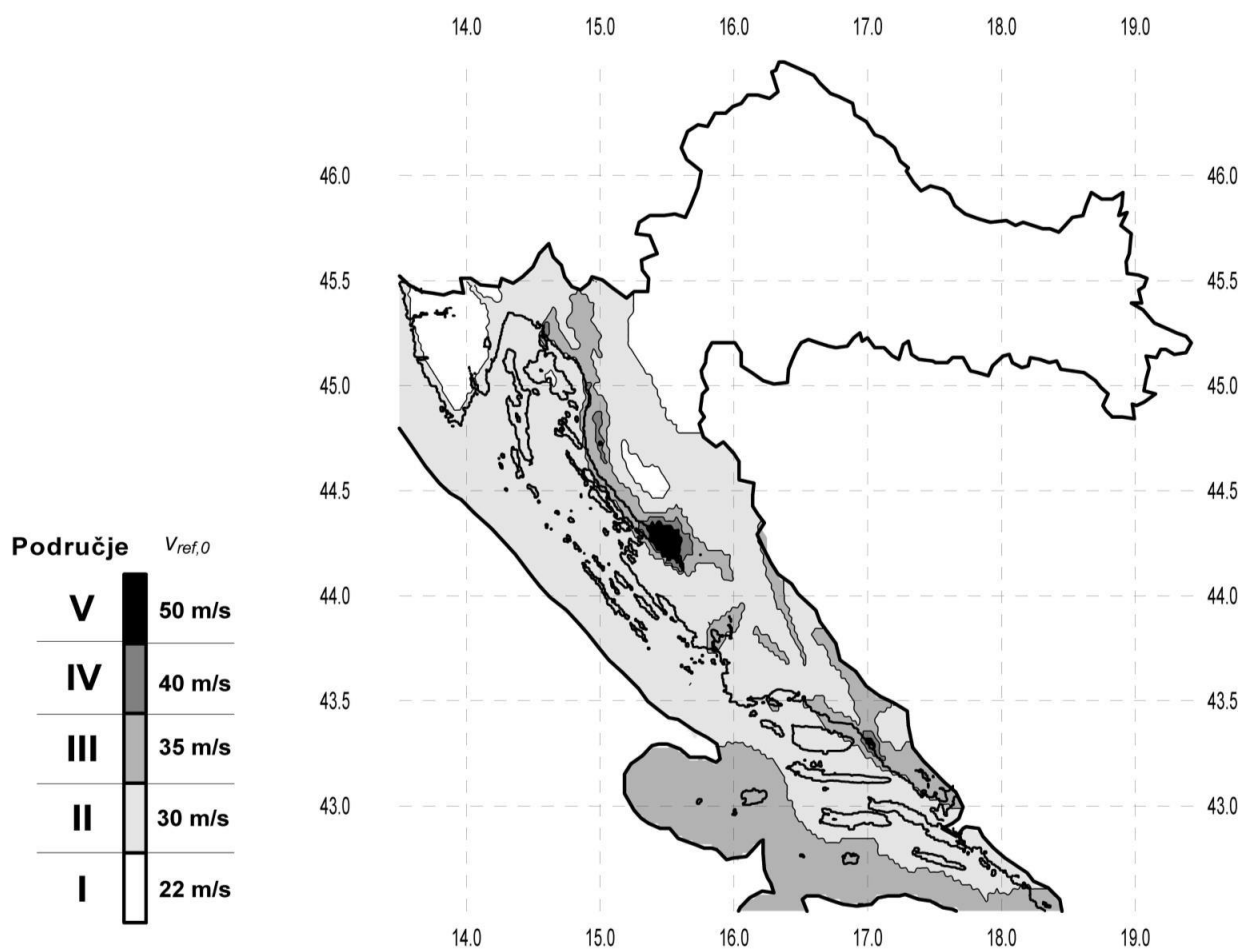 14.0 15.0 16.0 17.0 18.0 19.0
46.0 46.0
45.5 45.5
45.0 45.0
44.5 44.5
Područje Vref,0
V 50 m/s
44.0 44.0
IV 40 m/s
43.5 43.5
III 35 m/s
43.0 43.0
II 30 m/s
I 22 m/s
14.0 15.0 16.0 17.0 18.0 19.0